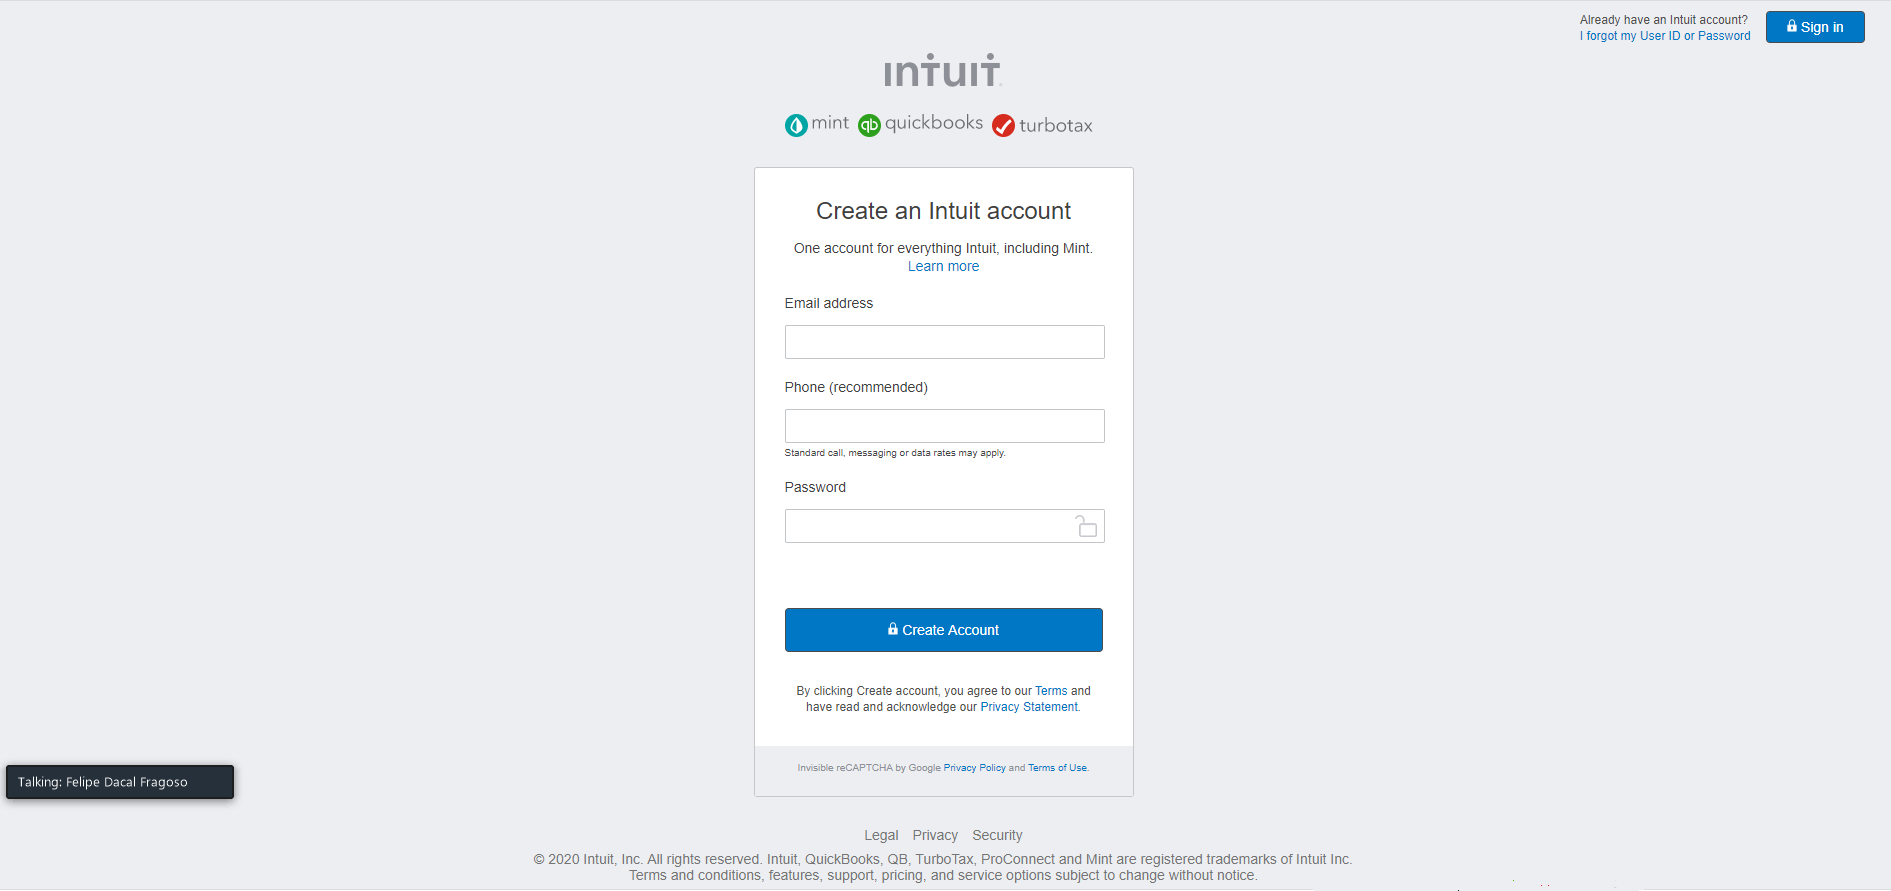 Already have an Intuit account?
I forgot my User ID or Password
Sign in
intuit
mint quickbooks turbotax
Create an Intuit account
One account for everything Intuit, including Mint.
Learn more
Email address
Phone (recommended)
Standard call, messaging or data rates may apply.
Password
Create Account
By clicking Create account, you agree to our Terms and
have read and acknowledge our Privacy Statement.
Talking: Felipe Dacal Fragoso
Invisible reCAPTCHA by Google Privacy Policy and Terms of Use.
Legal Privacy Security
© 2020 Intuit, Inc. All rights reserved. Intuit, QuickBooks, QB, TurboTax, ProConnect and Mint are registered trademarks of Intuit Inc.
Terms and conditions, features, support, pricing, and service options subject to change without notice.